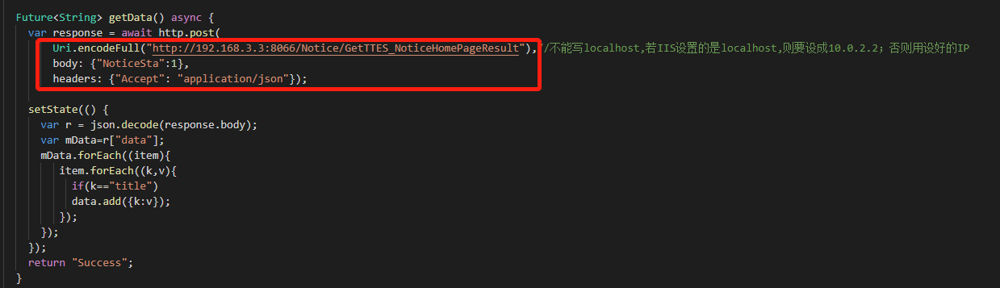 Future<String> getData() async {
var response = await http.post(
Uri.encodeFull("http://192.168.3.3:8066/Notice/GetTTES_NoticeHomePageResult"),//不能写localhost,若IIS设置的是localhost,则要设成10.0.2.2；否则用设好的IP
body: {"NoticeSta":1},
headers: {"Accept": "application/json"});
setState(() {
var r = json.decode(response.body);
var mData=r["data"];
mData.forEach((item){
item.forEach((k,v){
if(k=="title")
data.add({k:v});
});
});
});
return "Success";
}